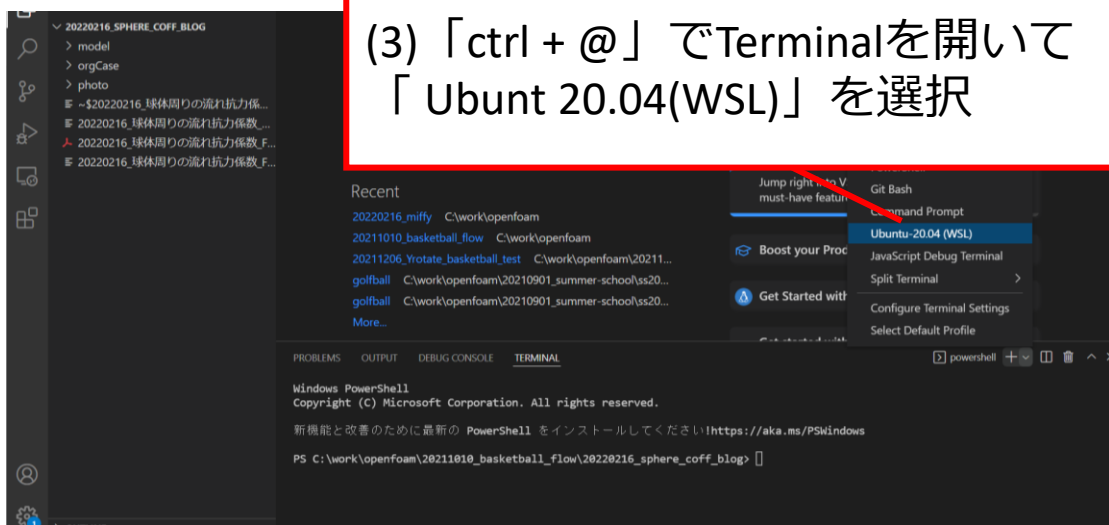 (3)「ctrl + @」でTerminalを開いて
「 Ubunt 20.04(WSL)」を選択
20220216_SPHERE_COFF_BLOG
model
orgCase
photo
~$20220216_球体周りの流れ抗力係...
20220216_球体周りの流れ抗力係数_...
20220216_球体周りの流れ抗力係数_F...
20220216_球体周りの流れ抗力係数_F...
Recent
20220216_miffy C:\work\openfoam
20211010_basketball_flow C:\work\openfoam
20211206_Yrotate_basketball_test C:\work\openfoam\20211...
golfball C:\work\openfoam\20210901_summer-school\ss20...
golfball C:\work\openfoam\20210901_summer-school\ss20...
More...
Jump right into V
must-have featur
Boost your Prod
Get Started with
Git Bash
Command Prompt
Ubuntu-20.04 (WSL)
JavaScript Debug Terminal
Split Terminal
Configure Terminal Settings
Select Default Profile
PROBLEMS OUTPUT DEBUG CONSOLE TERMINAL
powershell
Windows PowerShell
Copyright (C) Microsoft Corporation. All rights reserved.
新機能と改善のために最新の PowerShell をインストールしてください!https://aka.ms/PSWindows
PS C:\work\openfoam\20211010_basketball_flow\20220216_sphere_coff_blog>
1